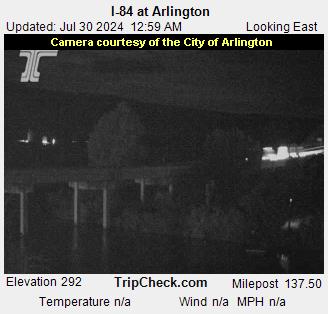 I-84 at Arlington
Updated: Jul 30 2024 12:59 AM Looking East
Camera courtesy of the City of Arlington
Elevation 292 TripCheck.com Milepost 137.50
Temperature n/a Wind n/a MPH n/a